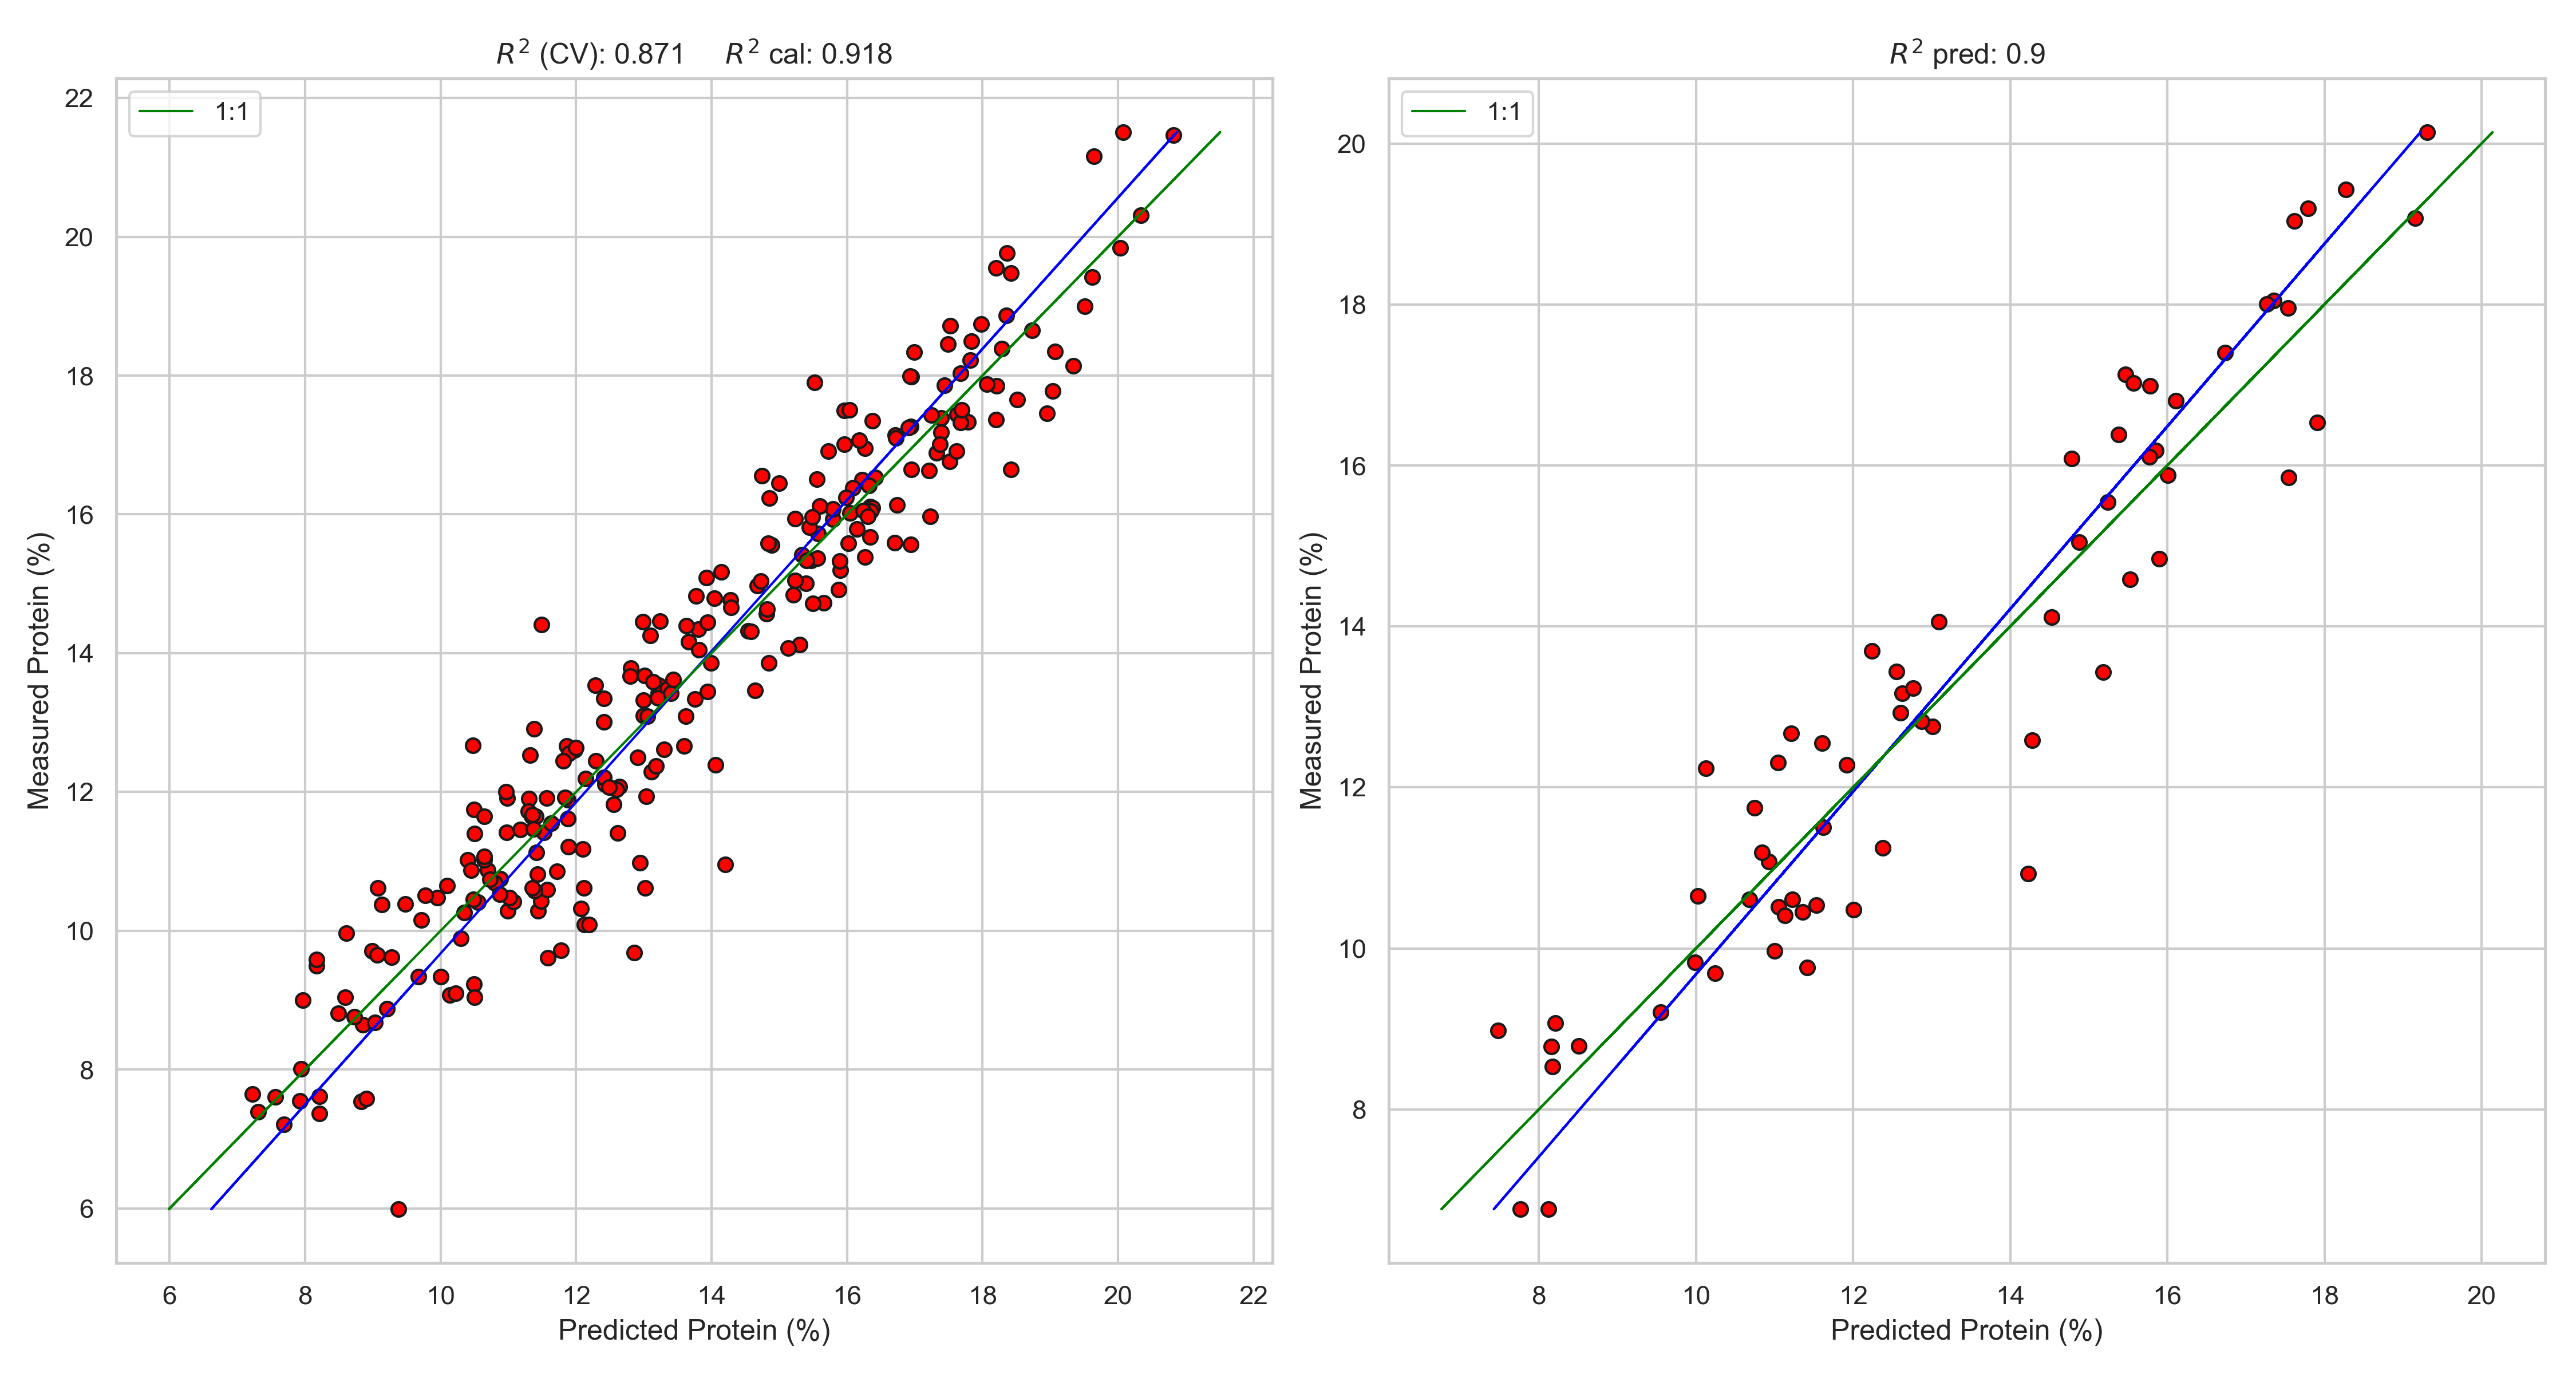 R² (CV): 0.871 R² cal: 0.918
1:1
22
20
18
16
14
12
10
8
6
Measured Protein (%)
6 8 10 12 14 16 18 20 22
Predicted Protein (%)
R² pred: 0.9
1:1
20
18
16
14
12
10
8
Measured Protein (%)
8 10 12 14 16 18 20
Predicted Protein (%)